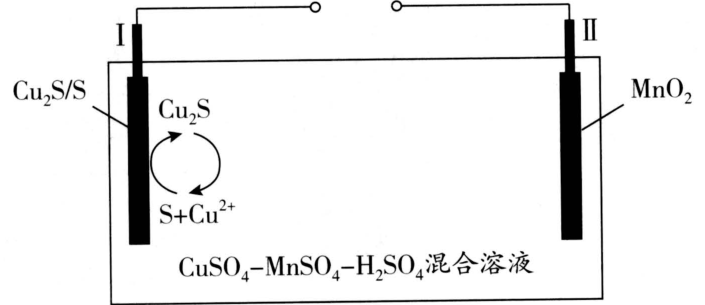 Ⅰ
Ⅱ
Cu₂S/S
MnO₂
Cu₂S
S+Cu²⁺
CuSO₄-MnSO₄-H₂SO₄混合溶液